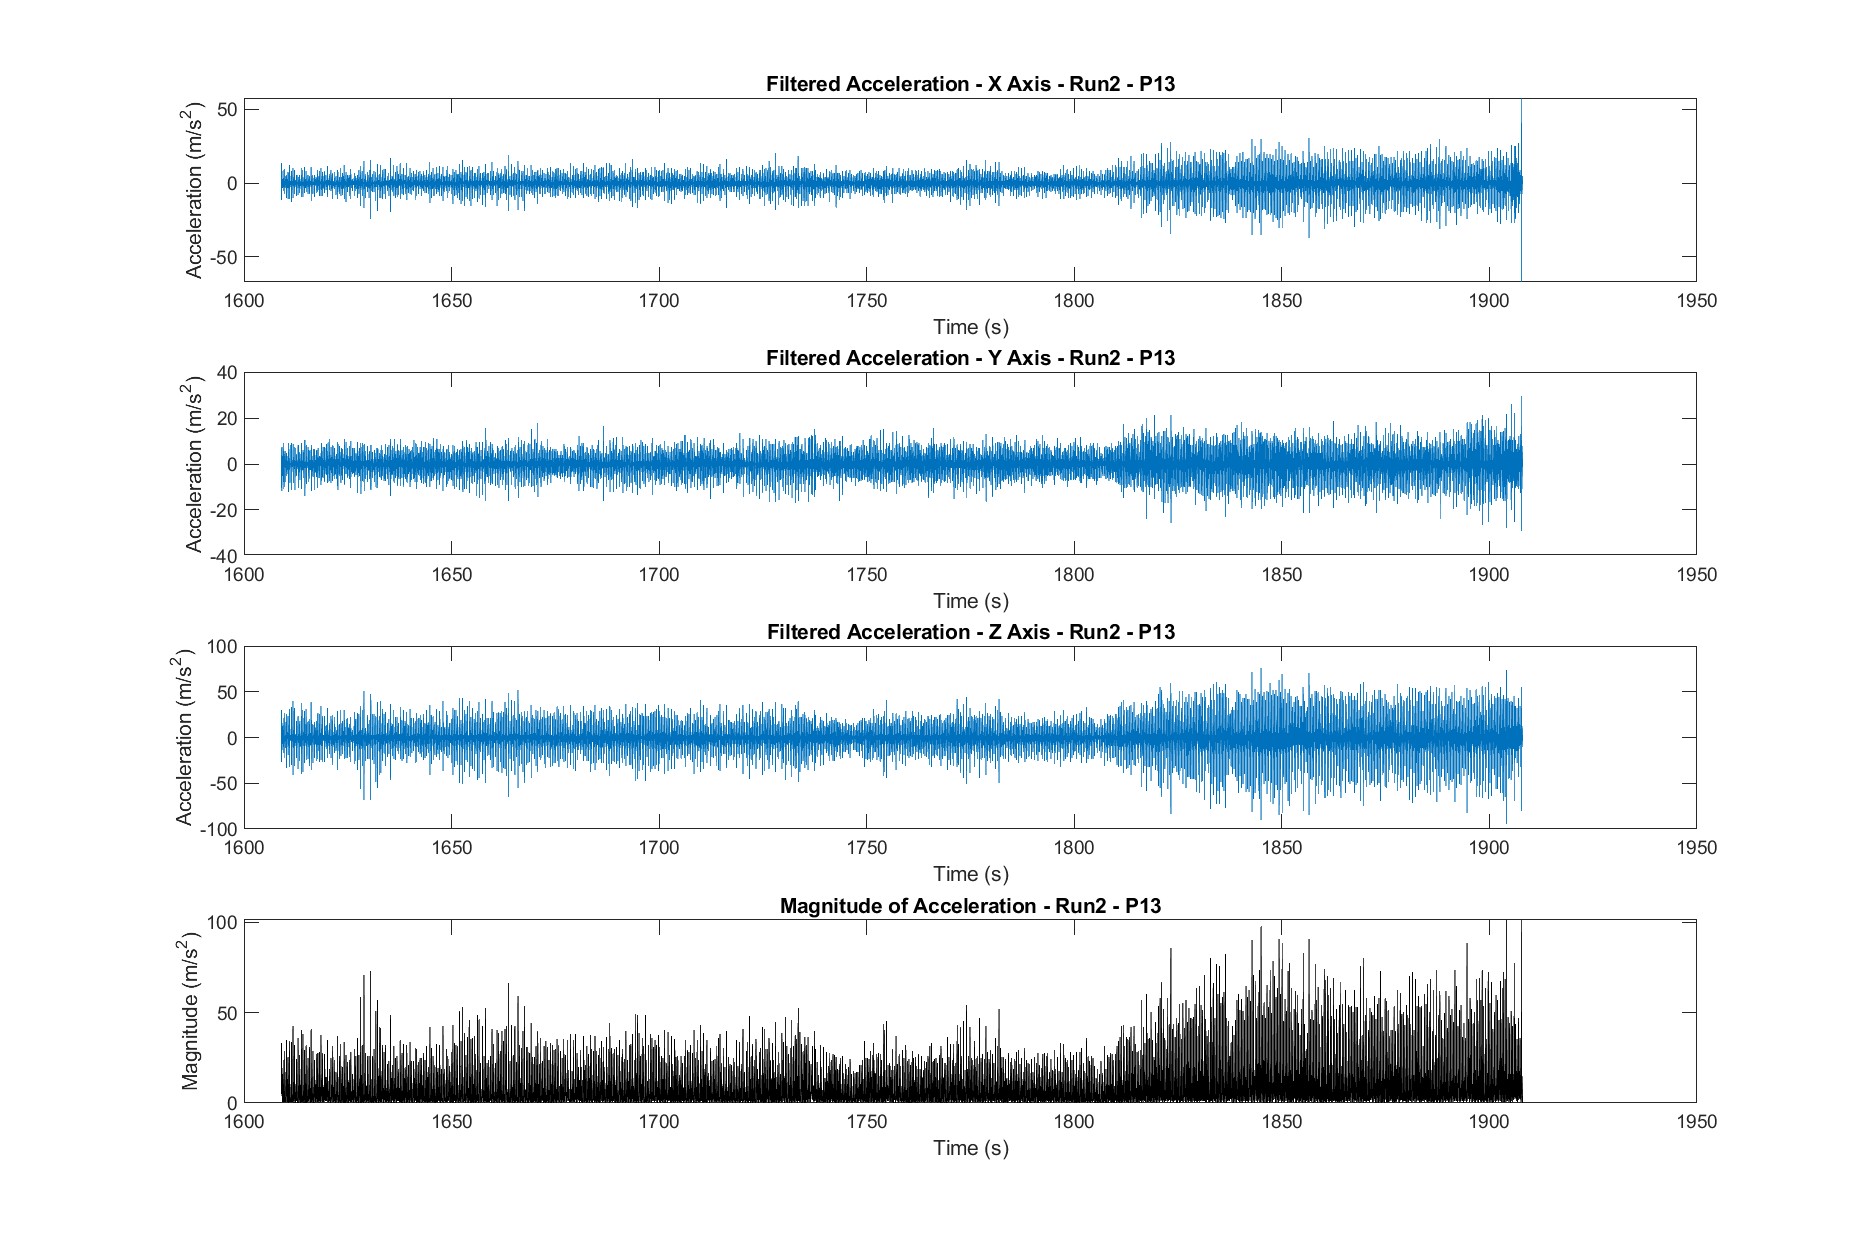 Filtered Acceleration - X Axis - Run2 - P13
Acceleration (m/s²)
50
0
-50
1600 1650 1700 1750 1800 1850 1900 1950
Time (s)
Filtered Acceleration - Y Axis - Run2 - P13
Acceleration (m/s²)
40
20
0
-20
-40
1600 1650 1700 1750 1800 1850 1900 1950
Time (s)
Filtered Acceleration - Z Axis - Run2 - P13
Acceleration (m/s²)
100
50
0
-50
-100
1600 1650 1700 1750 1800 1850 1900 1950
Time (s)
Magnitude of Acceleration - Run2 - P13
Magnitude (m/s²)
100
50
0
1600 1650 1700 1750 1800 1850 1900 1950
Time (s)